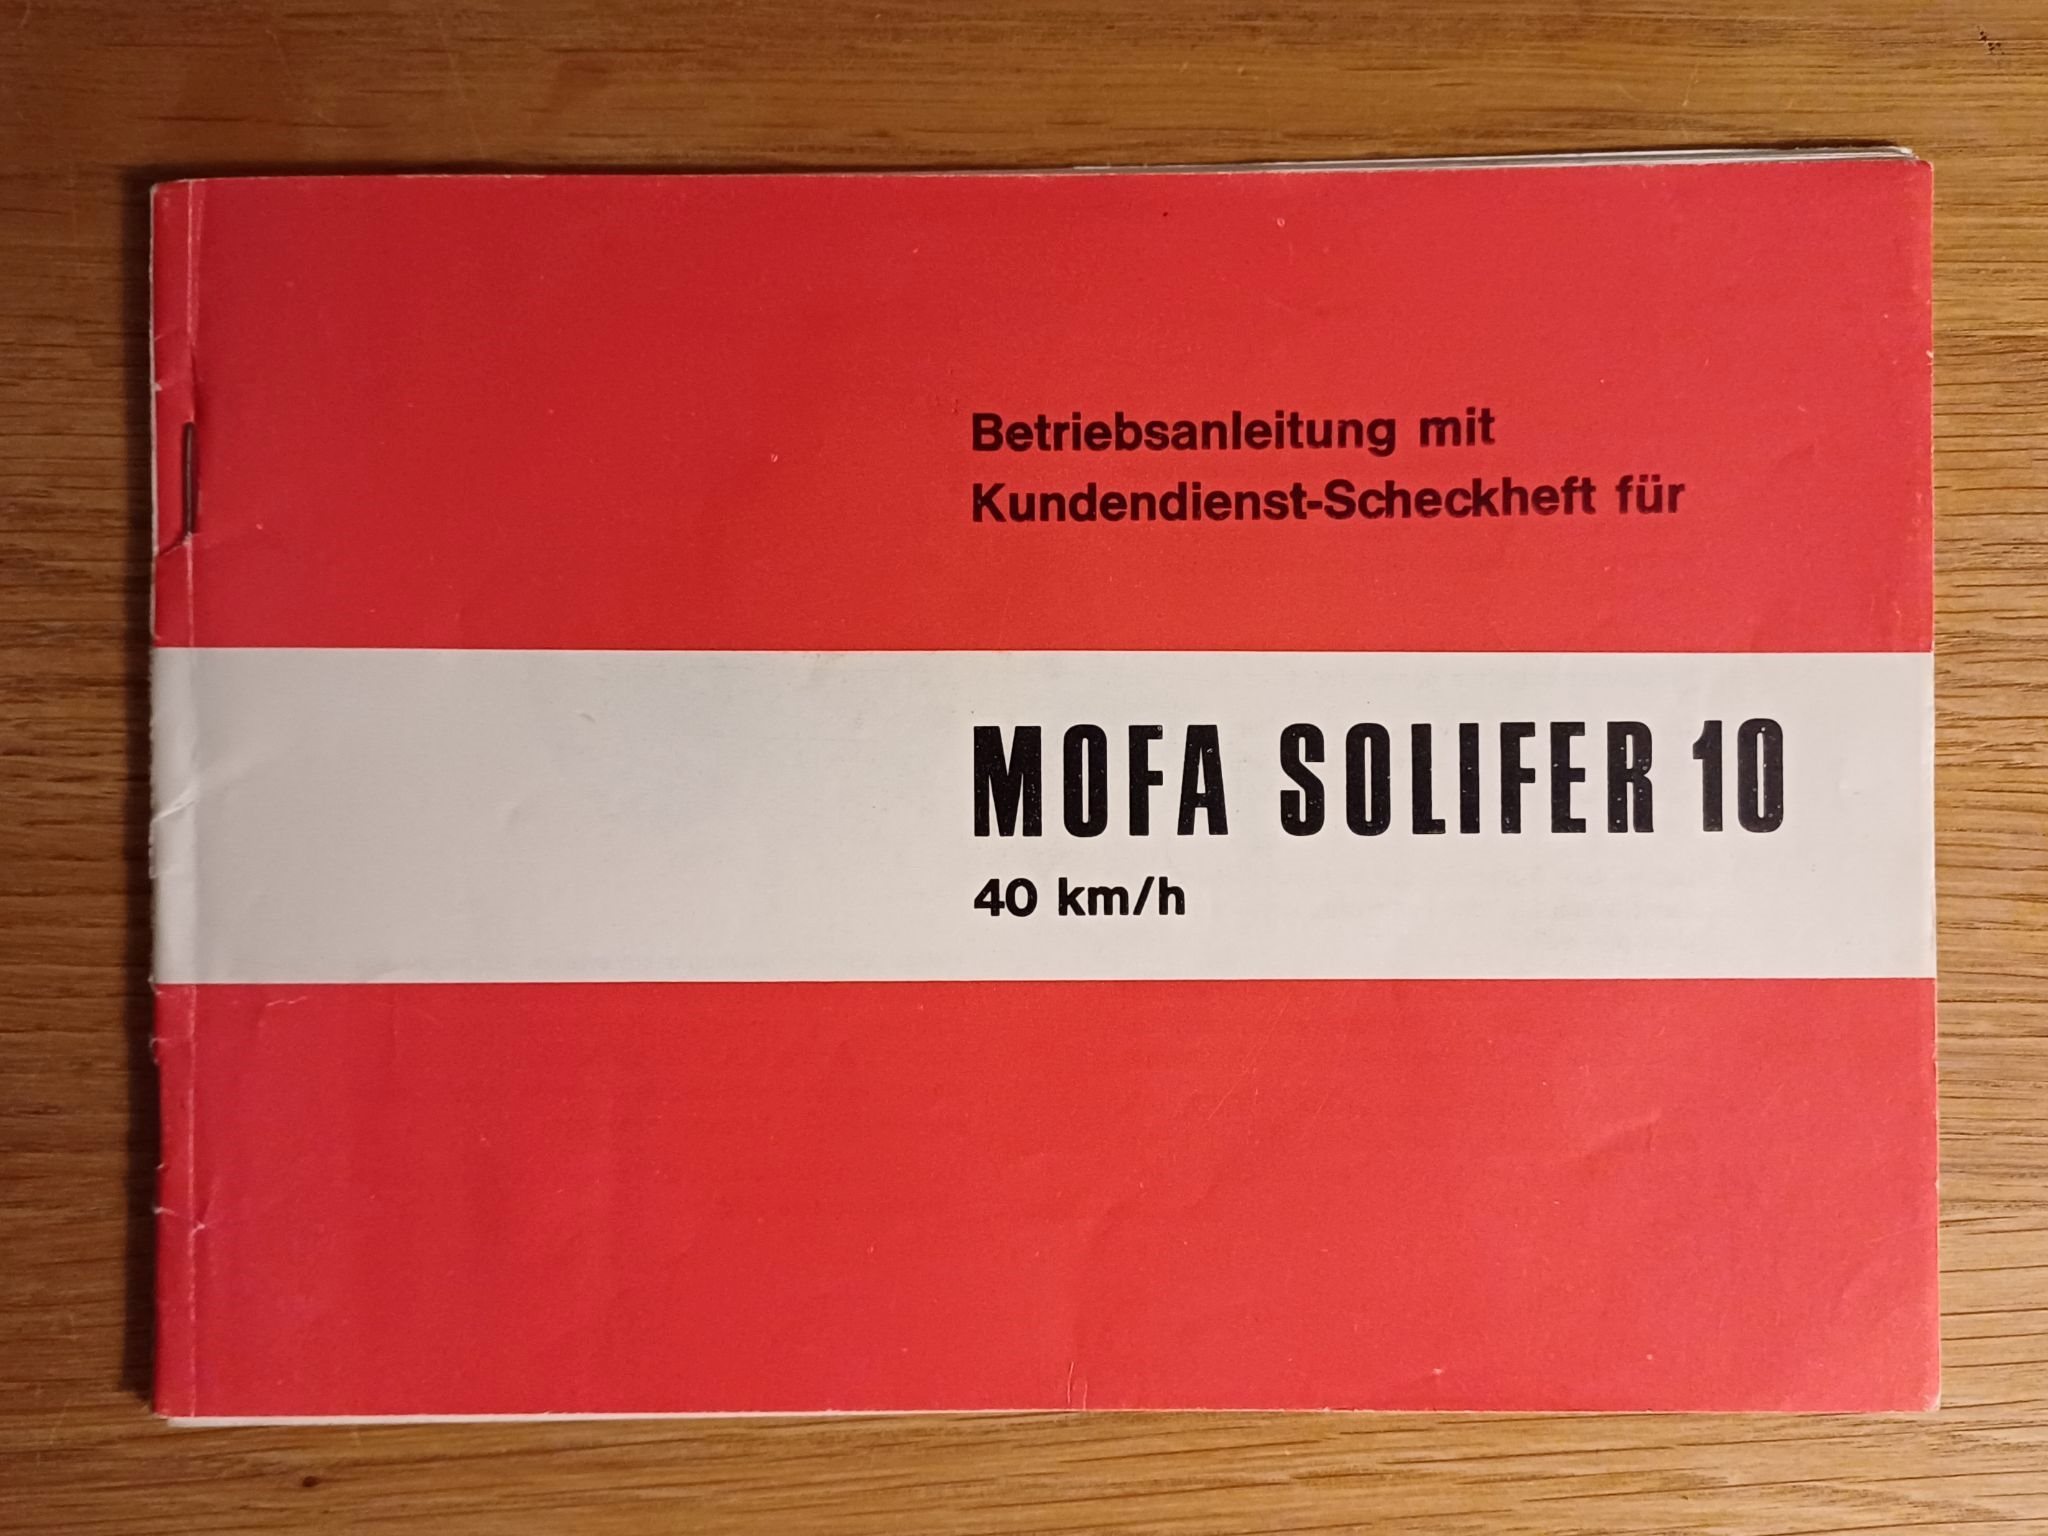 Betriebsanleitung mit
Kundendienst-Scheckheft für
MOFA SOLIFER 10
40 km/h